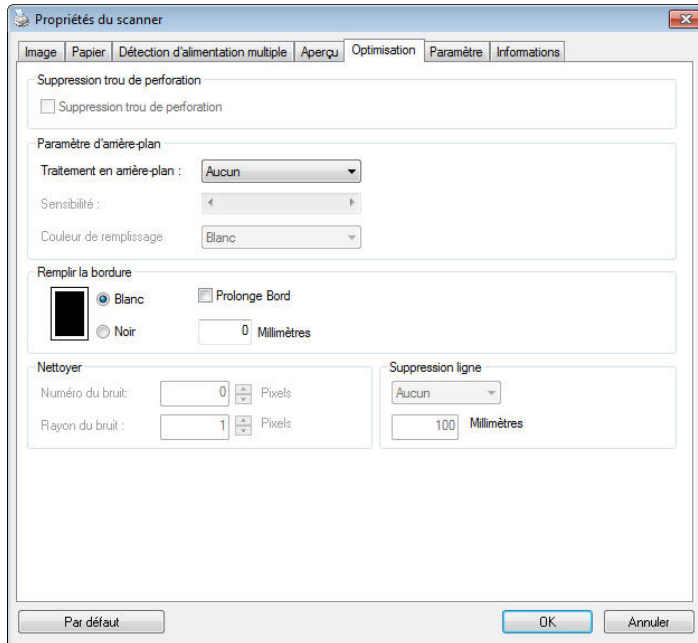 Propriétés du scanner
Image Papier Détection d'alimentation multiple Aperçu Optimisation Paramètre Informations
Suppression trou de perforation
Suppression trou de perforation
Paramètre d'arrière-plan
Traitement en arrière-plan : Aucun
Sensibilité :
Couleur de remplissage Blanc
Remplir la bordure
Blanc Prolonge Bord
Noir 0 Millimètres
Nettoyer Suppression ligne
Numéro du bruit: 0 Pixels Aucun
Rayon du bruit : 1 Pixels 100 Millimètres
Par défaut OK Annuler